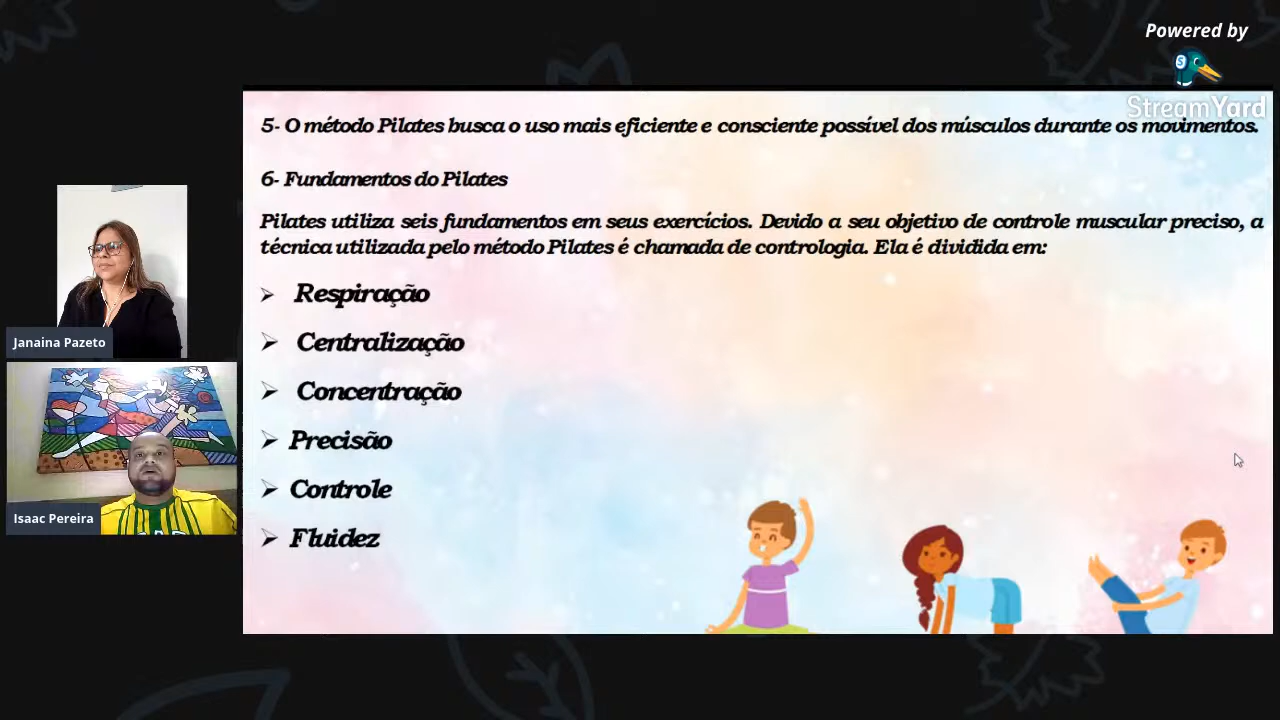 Powered by
StreamYard
5- O método Pilates busca o uso mais eficiente e consciente possível dos músculos durante os movimentos.
6- Fundamentos do Pilates
Pilates utiliza seis fundamentos em seus exercícios. Devido a seu objetivo de controle muscular preciso, a
técnica utilizada pelo método Pilates é chamada de contrologia. Ela é dividida em:
➢ Respiração
➢ Centralização
➢ Concentração
➢ Precisão
➢ Controle
➢ Fluidez
Janaina Pazeto
Isaac Pereira